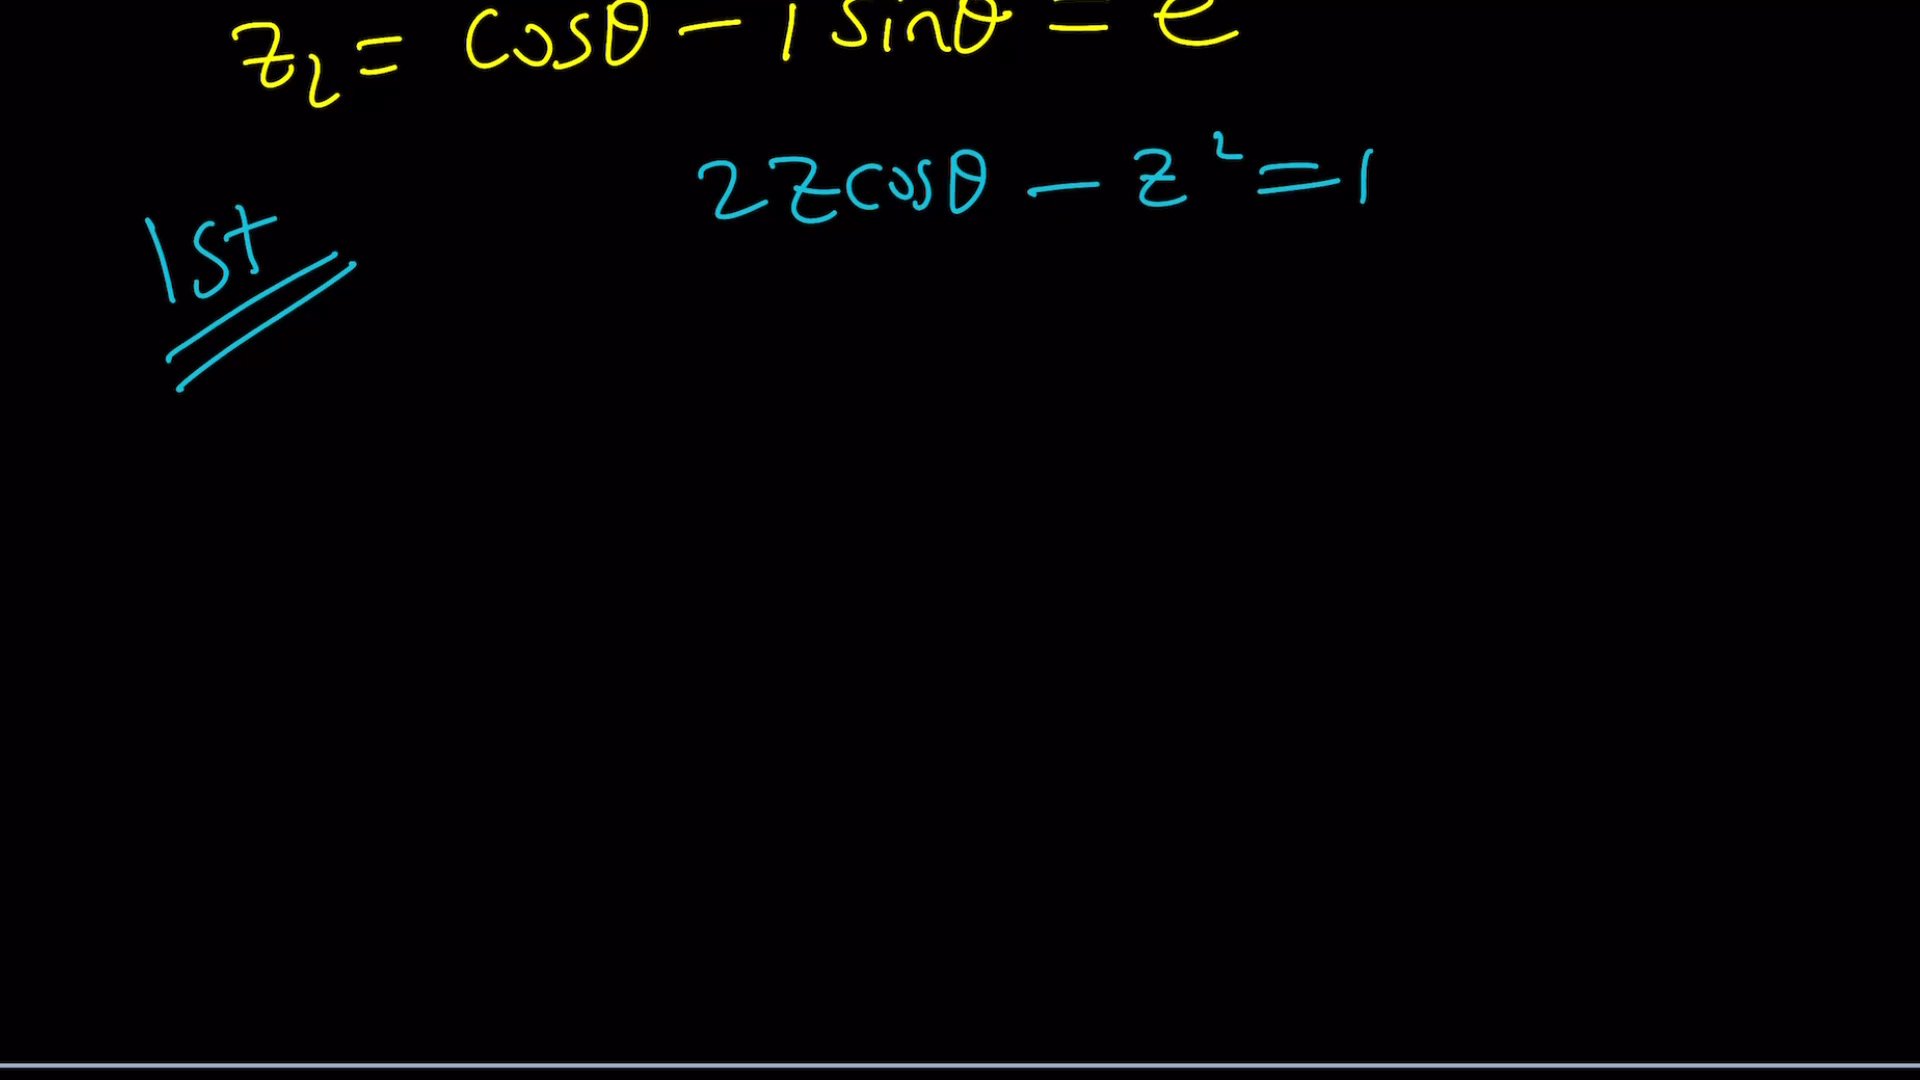 z₂ = cosθ - i sinθ = e
2zcosθ - z² = 1
1st